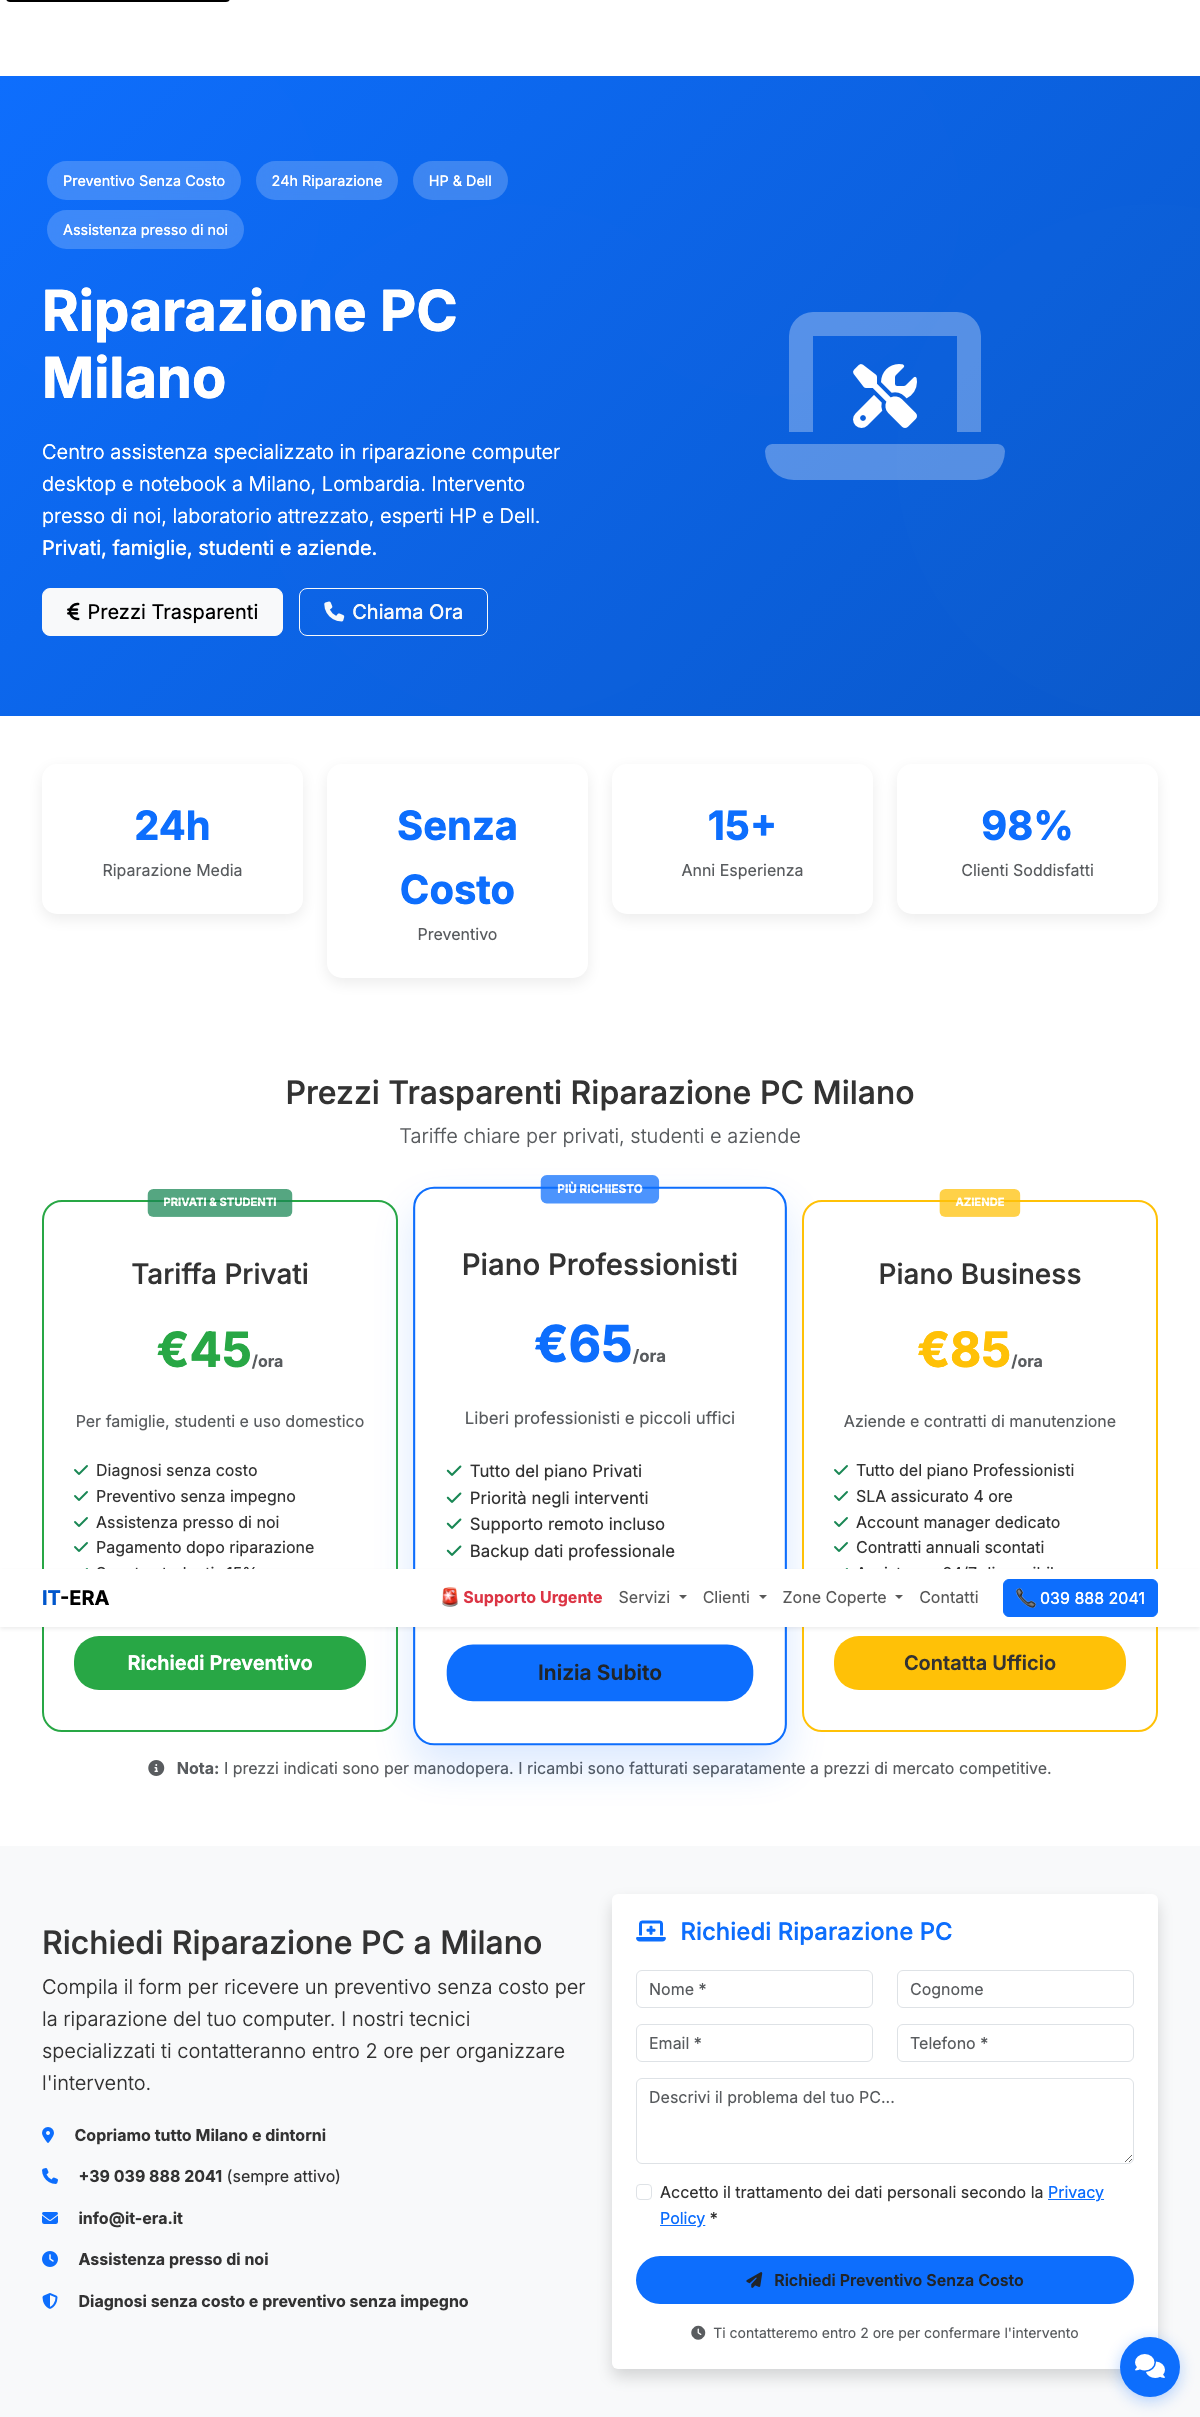 Preventivo Senza Costo
24h Riparazione
HP & Dell
Assistenza presso di noi
Riparazione PC
Milano
Centro assistenza specializzato in riparazione computer
desktop e notebook a Milano, Lombardia. Intervento
presso di noi, laboratorio attrezzato, esperti HP e Dell.
Privati, famiglie, studenti e aziende.
€ Prezzi Trasparenti
Chiama Ora
24h
Riparazione Media
Senza
Costo
Preventivo
15+
Anni Esperienza
98%
Clienti Soddisfatti
Prezzi Trasparenti Riparazione PC Milano
Tariffe chiare per privati, studenti e aziende
PRIVATI & STUDENTI
Tariffa Privati
€45/ora
Per famiglie, studenti e uso domestico
Diagnosi senza costo
Preventivo senza impegno
Assistenza presso di noi
Pagamento dopo riparazione
Richiedi Preventivo
PIÙ RICHIESTO
Piano Professionisti
€65/ora
Liberi professionisti e piccoli uffici
Tutto del piano Privati
Priorità negli interventi
Supporto remoto incluso
Backup dati professionale
Inizia Subito
AZIENDE
Piano Business
€85/ora
Aziende e contratti di manutenzione
Tutto del piano Professionisti
SLA assicurato 4 ore
Account manager dedicato
Contratti annuali scontati
Contatta Ufficio
IT-ERA
Supporto Urgente
Servizi
Clienti
Zone Coperte
Contatti
039 888 2041
Nota: I prezzi indicati sono per manodopera. I ricambi sono fatturati separatamente a prezzi di mercato competitive.
Richiedi Riparazione PC a Milano
Compila il form per ricevere un preventivo senza costo per
la riparazione del tuo computer. I nostri tecnici
specializzati ti contatteranno entro 2 ore per organizzare
l'intervento.
Copriamo tutto Milano e dintorni
+39 039 888 2041 (sempre attivo)
info@it-era.it
Assistenza presso di noi
Diagnosi senza costo e preventivo senza impegno
Richiedi Riparazione PC
Nome *
Cognome
Email *
Telefono *
Descrivi il problema del tuo PC...
Accetto il trattamento dei dati personali secondo la Privacy
Policy *
Richiedi Preventivo Senza Costo
Ti contatteremo entro 2 ore per confermare l'intervento